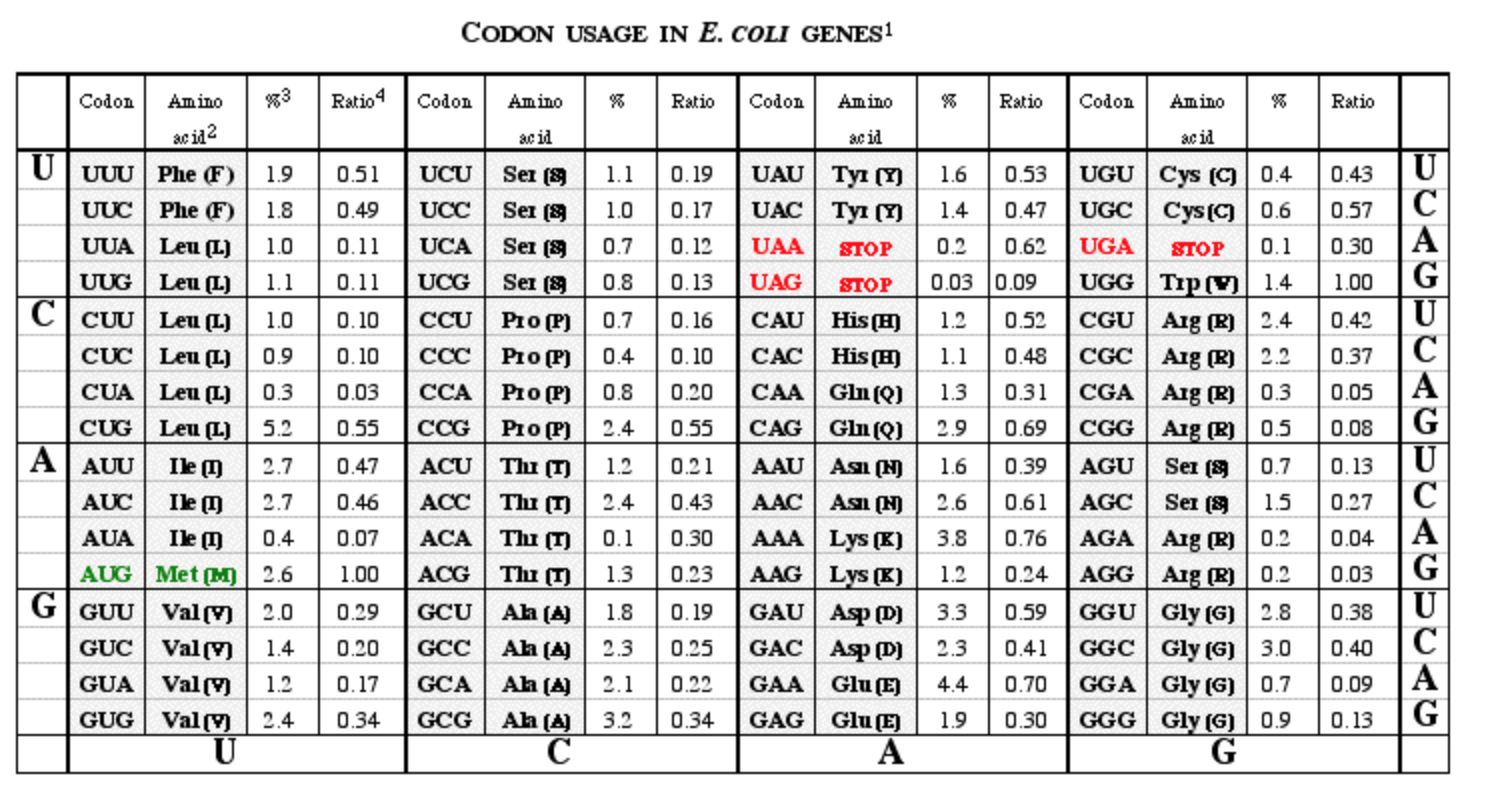 CODON USAGE IN E. COLI GENES1
Codon Amino acid2 %3 Ratio4 Codon Amino acid % Ratio Codon Amino acid % Ratio Codon Amino acid % Ratio
U UUU Phe (F) 1.9 0.51 UCU Ser (S) 1.1 0.19 UAU Tyr (Y) 1.6 0.53 UGU Cys (C) 0.4 0.43 U
UUC Phe (F) 1.8 0.49 UCC Ser (S) 1.0 0.17 UAC Tyr (Y) 1.4 0.47 UGC Cys(C) 0.6 0.57 C
UUA Leu (L) 1.0 0.11 UCA Ser (S) 0.7 0.12 UAA STOP 0.2 0.62 UGA STOP 0.1 0.30 A
UUG Leu (L) 1.1 0.11 UCG Ser (S) 0.8 0.13 UAG STOP 0.03 0.09 UGG Trp (W) 1.4 1.00 G
C CUU Leu (L) 1.0 0.10 CCU Pro (P) 0.7 0.16 CAU His (H) 1.2 0.52 CGU Arg (R) 2.4 0.42 U
CUC Leu (L) 0.9 0.10 CCC Pro (P) 0.4 0.10 CAC His (H) 1.1 0.48 CGC Arg (R) 2.2 0.37 C
CUA Leu (L) 0.3 0.03 CCA Pro (P) 0.8 0.20 CAA Gln (Q) 1.3 0.31 CGA Arg (R) 0.3 0.05 A
CUG Leu (L) 5.2 0.55 CCG Pro (P) 2.4 0.55 CAG Gln (Q) 2.9 0.69 CGG Arg (R) 0.5 0.08 G
A AUU Ile (I) 2.7 0.47 ACU Thr (T) 1.2 0.21 AAU Asn (N) 1.6 0.39 AGU Ser (S) 0.7 0.13 U
AUC Ile (I) 2.7 0.46 ACC Thr (T) 2.4 0.43 AAC Asn (N) 2.6 0.61 AGC Ser (S) 1.5 0.27 C
AUA Ile (I) 0.4 0.07 ACA Thr (T) 0.1 0.30 AAA Lys (K) 3.8 0.76 AGA Arg (R) 0.2 0.04 A
AUG Met (M) 2.6 1.00 ACG Thr (T) 1.3 0.23 AAG Lys (K) 1.2 0.24 AGG Arg (R) 0.2 0.03 G
G GUU Val (V) 2.0 0.29 GCU Ala (A) 1.8 0.19 GAU Asp (D) 3.3 0.59 GGU Gly (G) 2.8 0.38 U
GUC Val (V) 1.4 0.20 GCC Ala (A) 2.3 0.25 GAC Asp (D) 2.3 0.41 GGC Gly (G) 3.0 0.40 C
GUA Val (V) 1.2 0.17 GCA Ala (A) 2.1 0.22 GAA Glu (E) 4.4 0.70 GGA Gly (G) 0.7 0.09 A
GUG Val (V) 2.4 0.34 GCG Ala (A) 3.2 0.34 GAG Glu (E) 1.9 0.30 GGG Gly (G) 0.9 0.13 G
U C A G